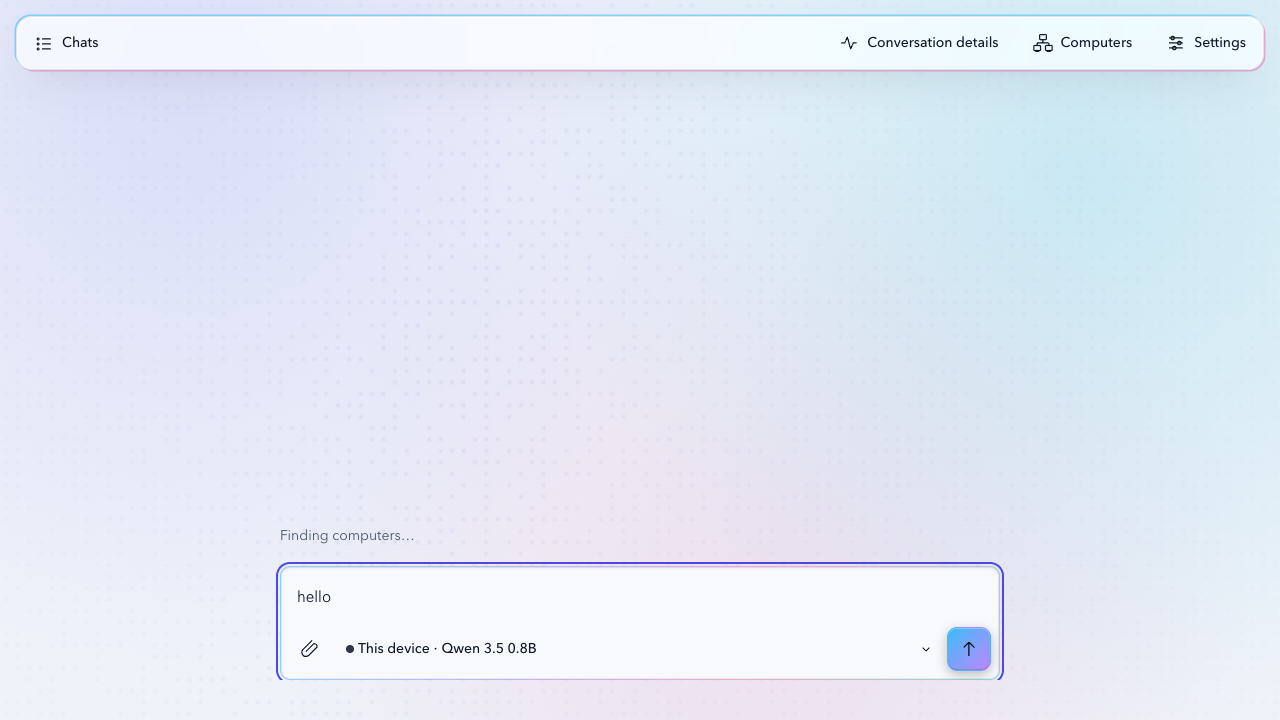 Chats
Conversation details
Computers
Settings
Finding computers…
hello
This device · Qwen 3.5 0.8B